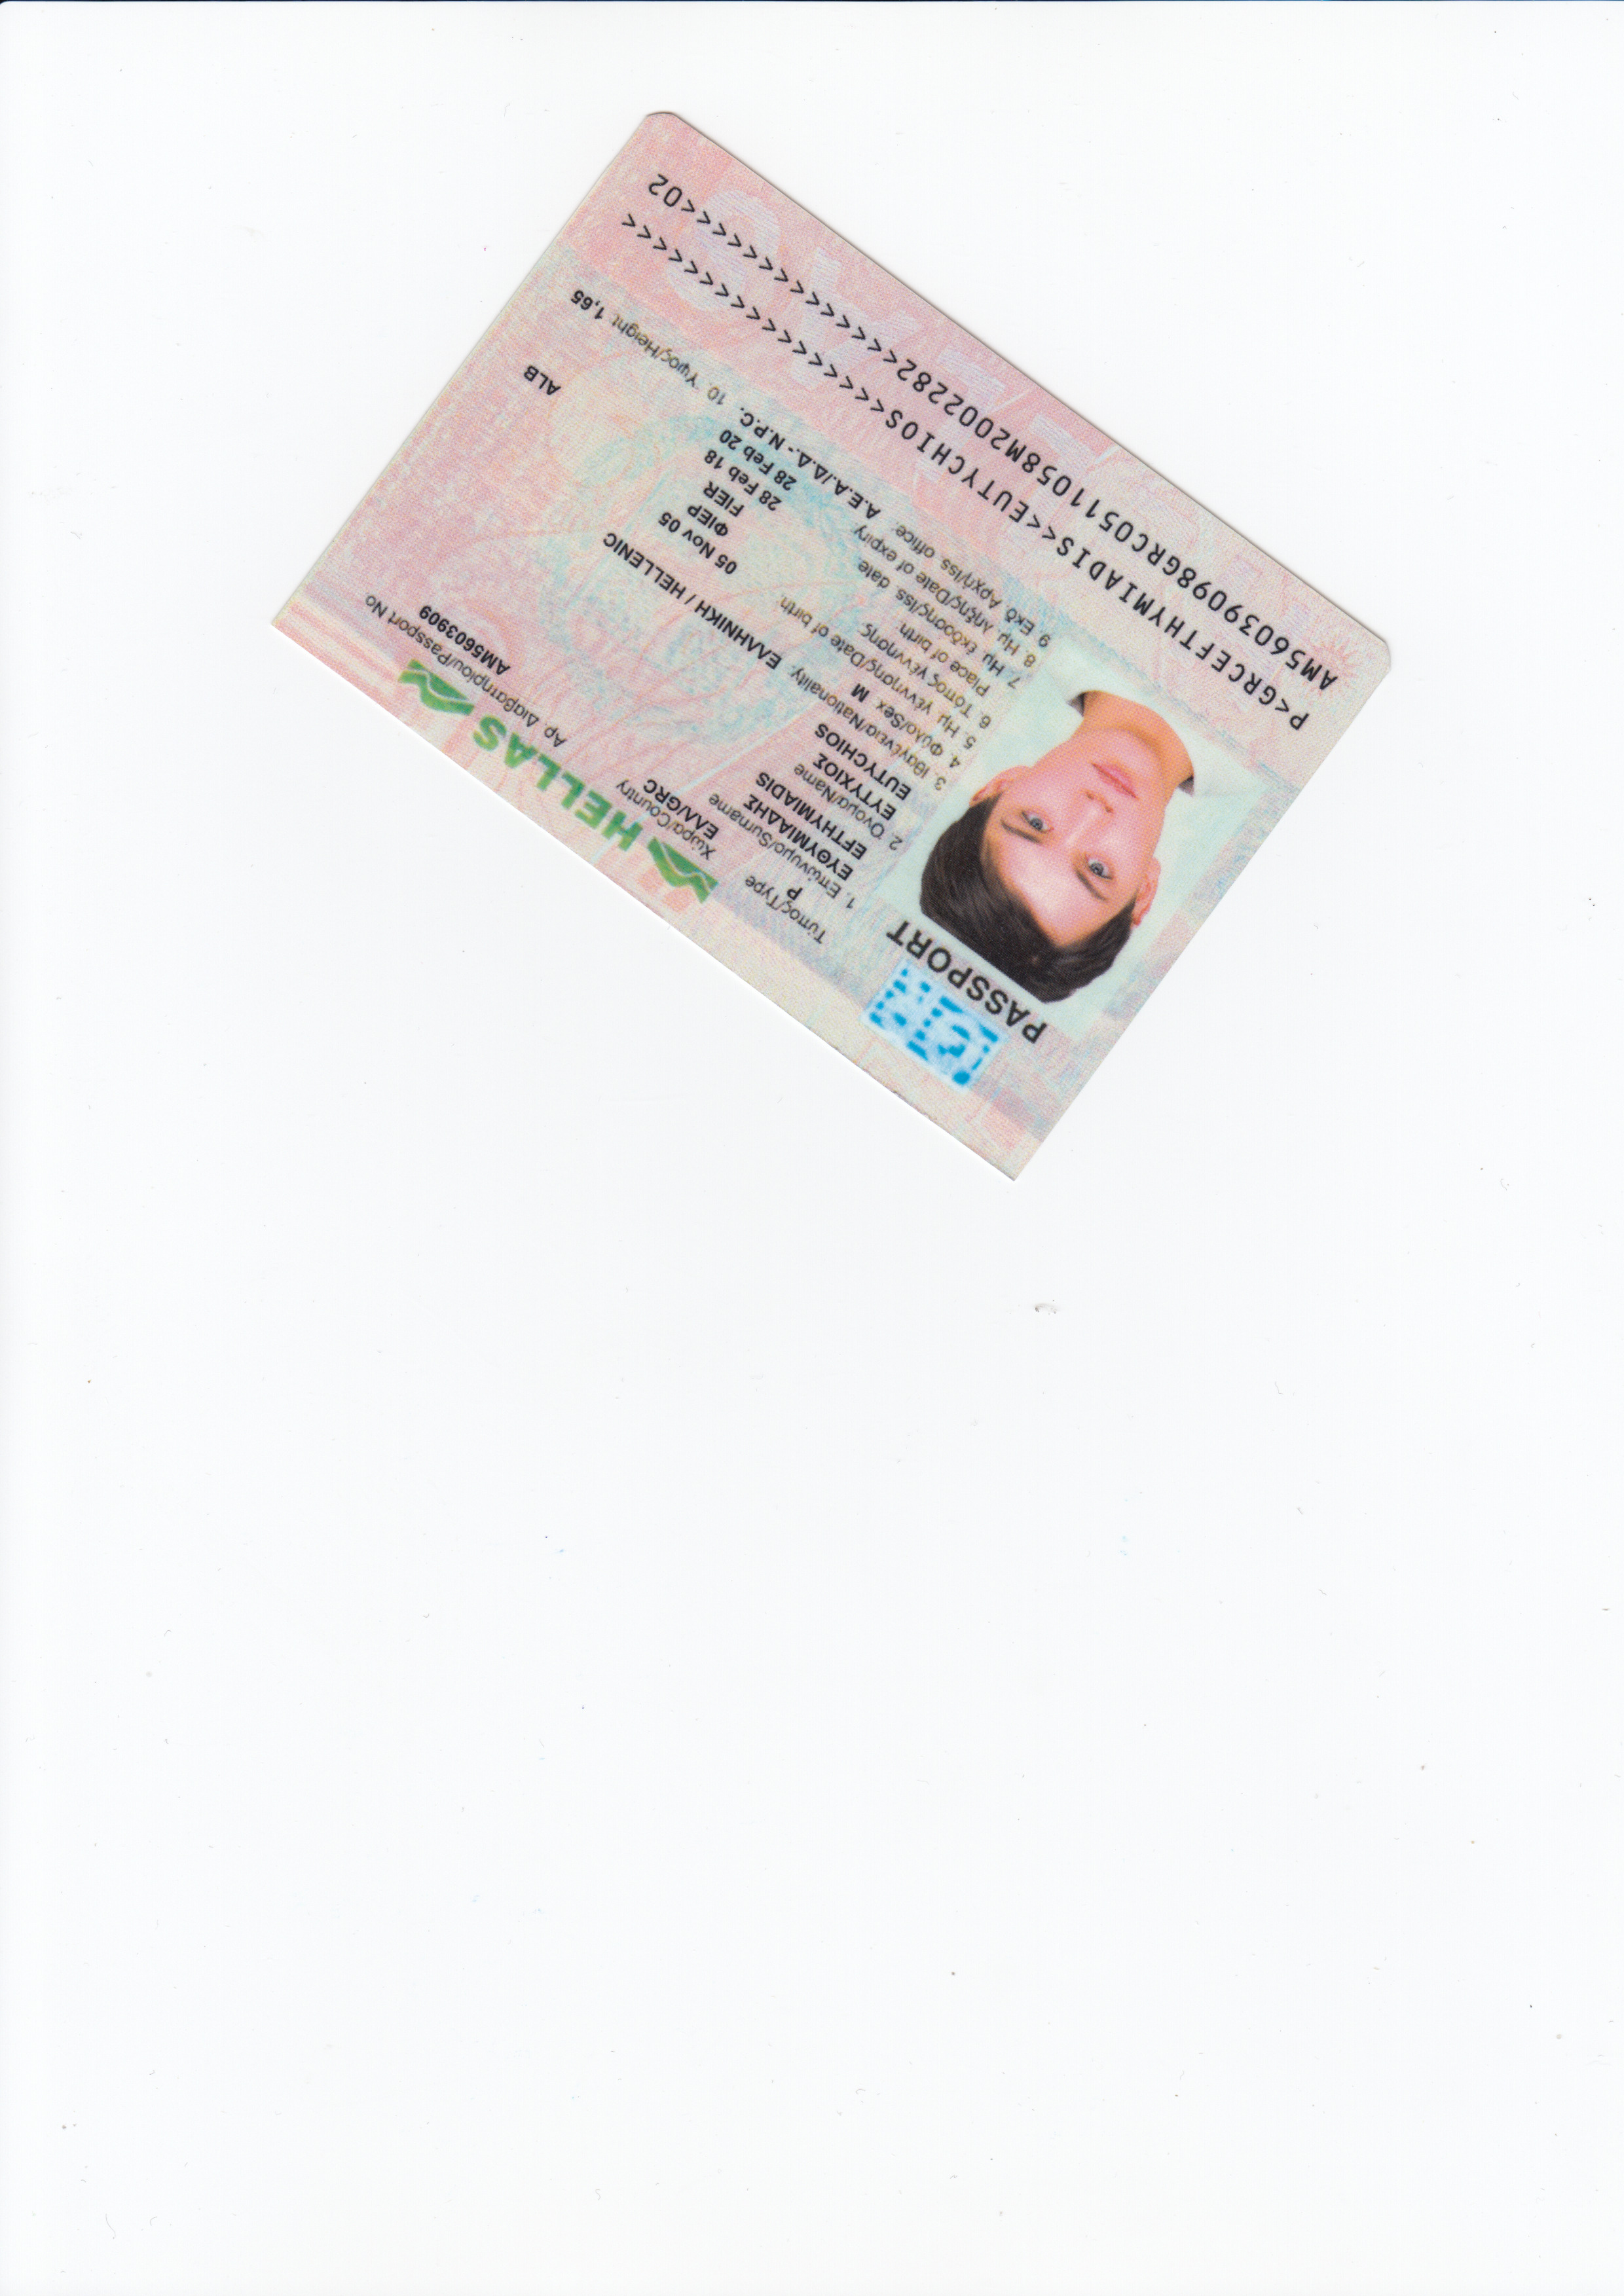 HELLAS
PASSPORT
Τύπος/Type
P
Χώρα/Country
ΕΛΛ/GRC
Αρ. Διαβατηρίου/Passport No
AM5603909
1. Επώνυμο/Surname
ΕΥΘΥΜΙΑΔΗΣ
EFTHYMIADIS
2. Όνομα/Name
ΕΥΤΥΧΙΟΣ
EUTYCHIOS
3. Ιθαγένεια/Nationality. ΕΛΛΗΝΙΚΗ / HELLENIC
4. Φύλο/Sex. M
5. Ημ γέννησης/Date of birth. 05 Nov 05
6. Τόπος γέννησης ΦΙΕΡ
Place of birth. FIER ALB
7. Ημ έκδοσης/Iss. date. 28 Feb 18
8. Ημ λήξης/Date of expiry 28 Feb 20
9 Εκδ. Αρχή/Iss. office. Α.Ε.Α./Δ.Δ.- N.P.C. 10. Ύψος/Height 1,65
P<GRCEFTHYMIADIS<<EUTYCHIOS<<<<<<<<<<<<<<<<<
AM56039098GRC0511058M2002282<<<<<<<<<<<<<<02